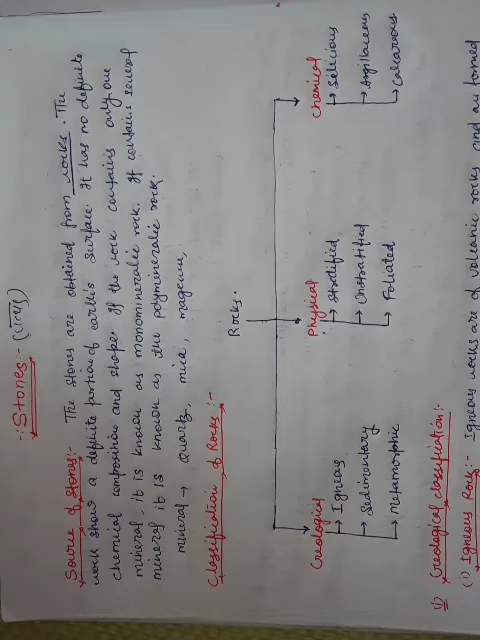 :Stones:-
Source of Stones:- The stones are obtained from rocks. The
rock shows a definite portion of earth's surface. It has no definite
chemical composition and shape. If the rock contains only one
mineral, it is known as monomineralic rock. If contains several
mineral it is known as the polymineralic rock.
mineral → quartz, mica,
Classification of Rocks:-
Rocks.
Geological
Igneous
Sedimentary
Metamorphic
Physical
Stratified
Unstratified
Foliated
Chemical
Silicious
Argillaceous
Calcareous
1) Geological classification:-
(i) Igneous Rock:- Igneous rocks are of volcanic rocks and are formed